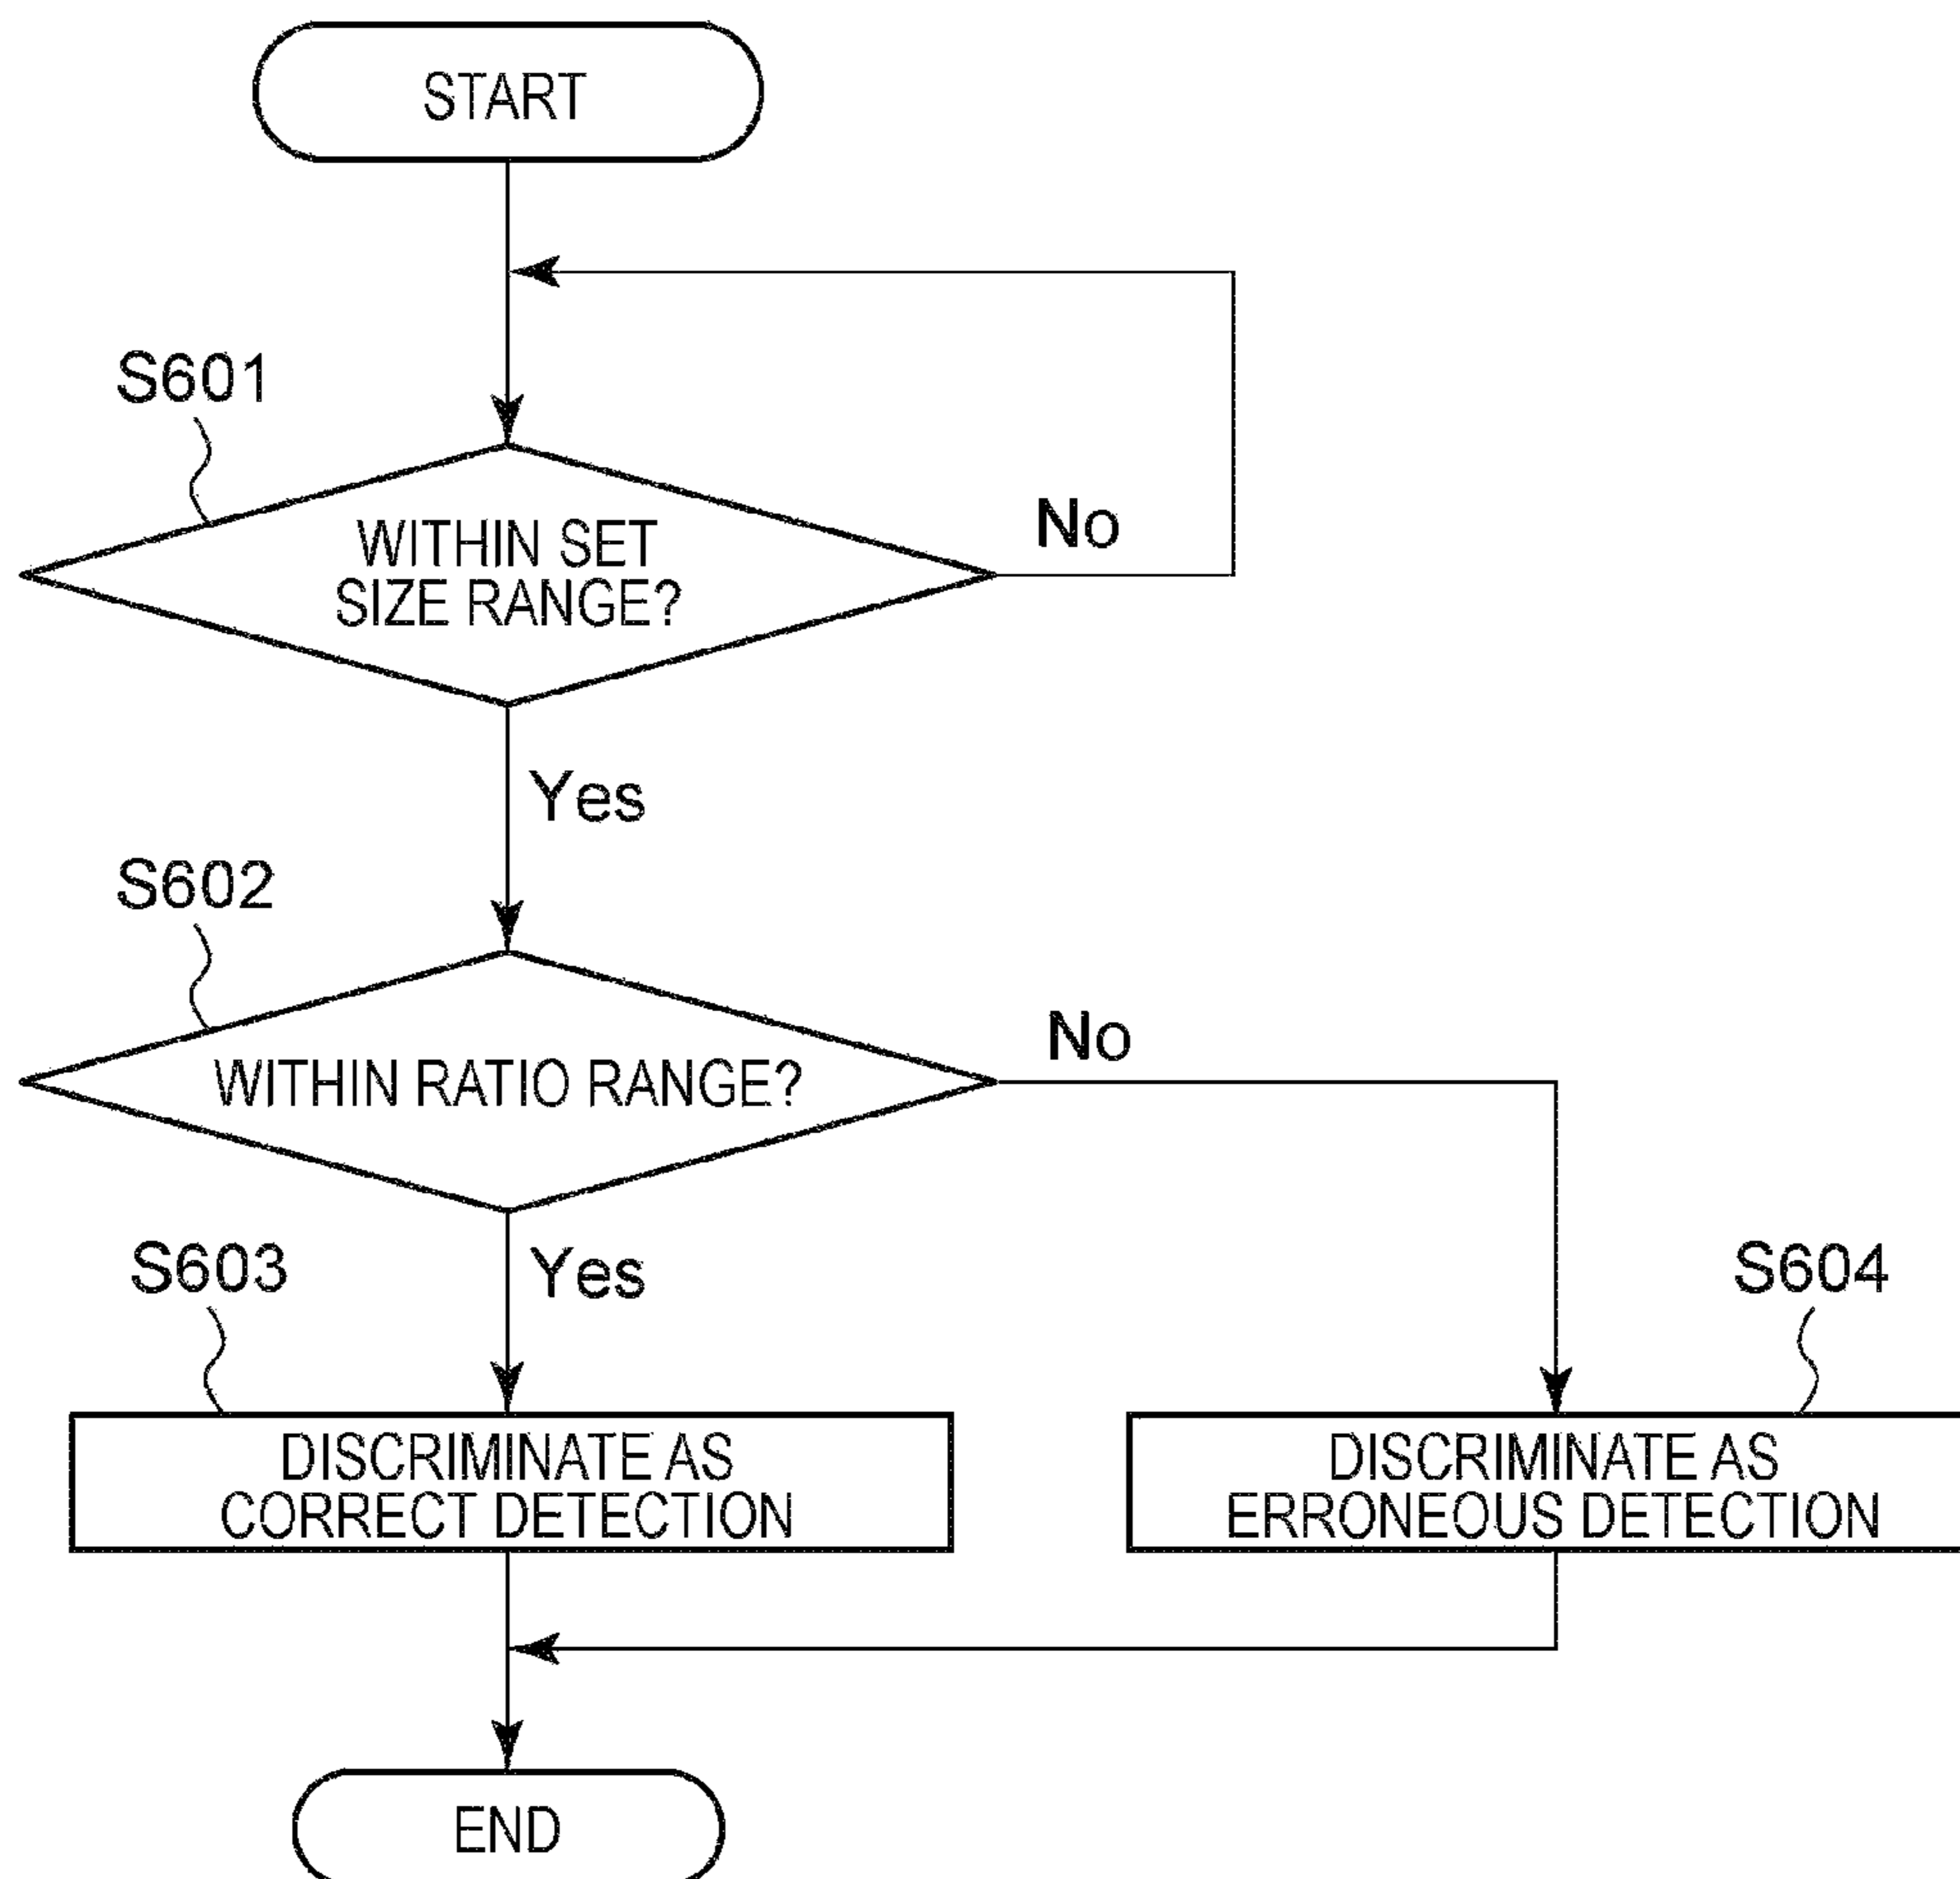 START
S601
WITHIN SET
SIZE RANGE?
No
Yes
S602
WITHIN RATIO RANGE?
No
Yes
S603
DISCRIMINATE AS
CORRECT DETECTION
S604
DISCRIMINATE AS
ERRONEOUS DETECTION
END